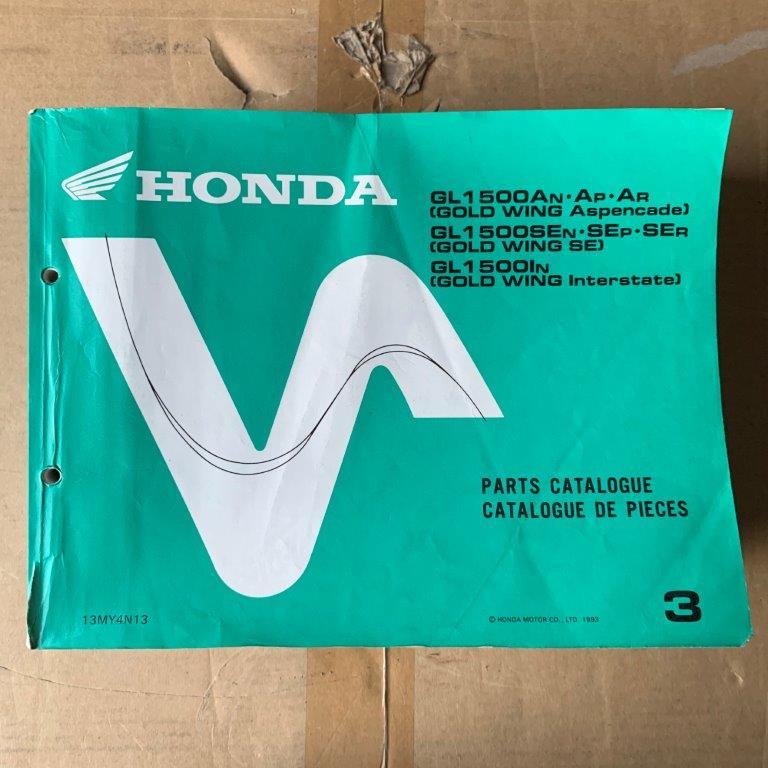 HONDA
GL1500AN·AP·AR
(GOLD WING Aspencade)
GL1500SEN·SEP·SER
(GOLD WING SE)
GL1500IN
(GOLD WING Interstate)
PARTS CATALOGUE
CATALOGUE DE PIECES
13MY4N13
© HONDA MOTOR CO., LTD. 1993
3